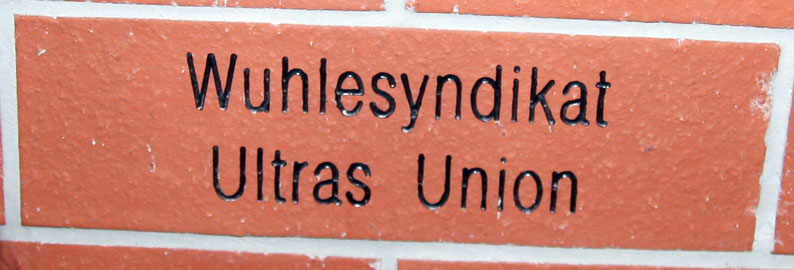 Wuhlesyndikat
Ultras Union